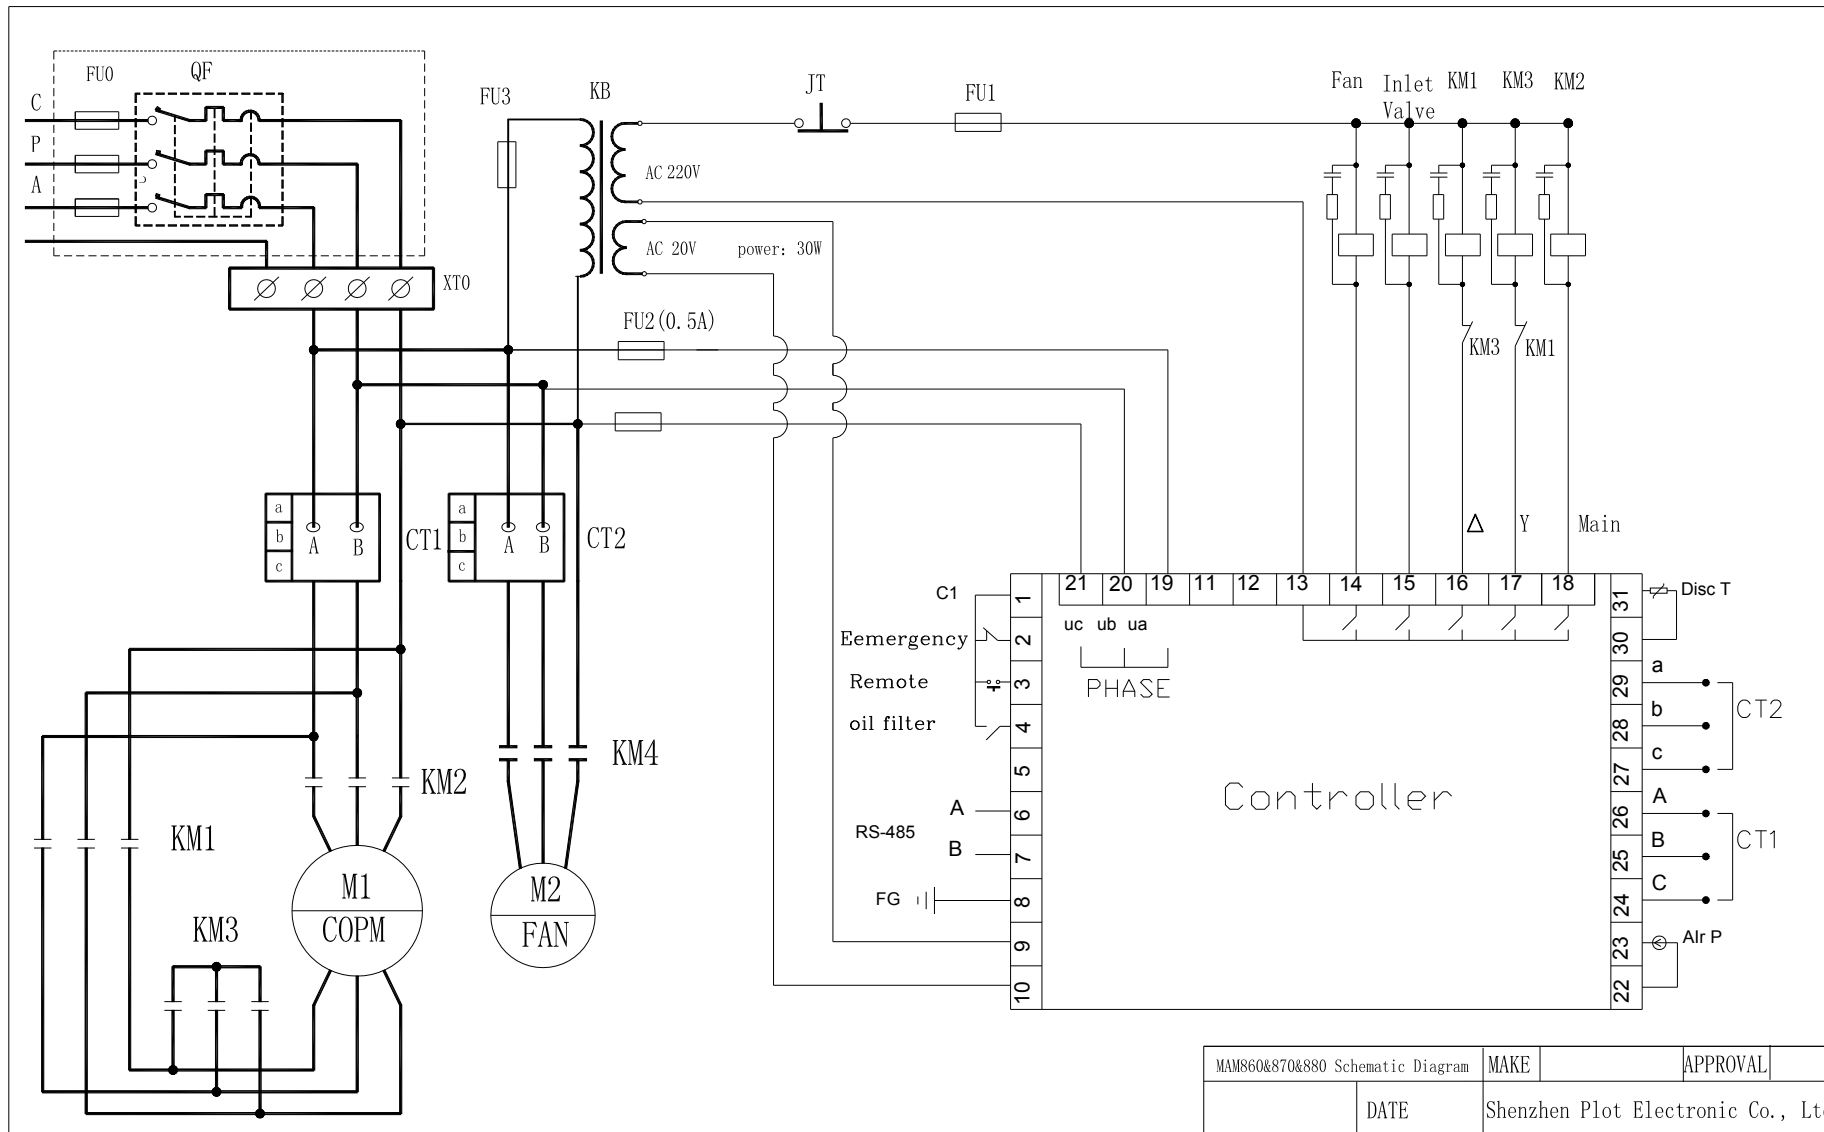 FU0
QF
C
P
A
XT0
FU3
KB
JT
FU1
Fan
Inlet
Valve
KM1
KM3
KM2
AC 220V
AC 20V
power: 30W
FU2(0.5A)
KM3
KM1
a
b
c
A
B
CT1
a
b
c
A
B
CT2
Δ
Y
Main
21
20
19
11
12
13
14
15
16
17
18
uc
ub
ua
PHASE
C1
Eemergency
Remote
oil filter
A
RS-485
B
FG
1
2
3
4
5
6
7
8
9
10
Controller
31
30
29
28
27
26
25
24
23
22
Disc T
a
b
c
CT2
A
B
C
CT1
AIr P
KM2
KM4
KM1
M1
COPM
M2
FAN
KM3
MAM860&870&880 Schematic Diagram
MAKE
APPROVAL
DATE
Shenzhen Plot Electronic Co., Lt